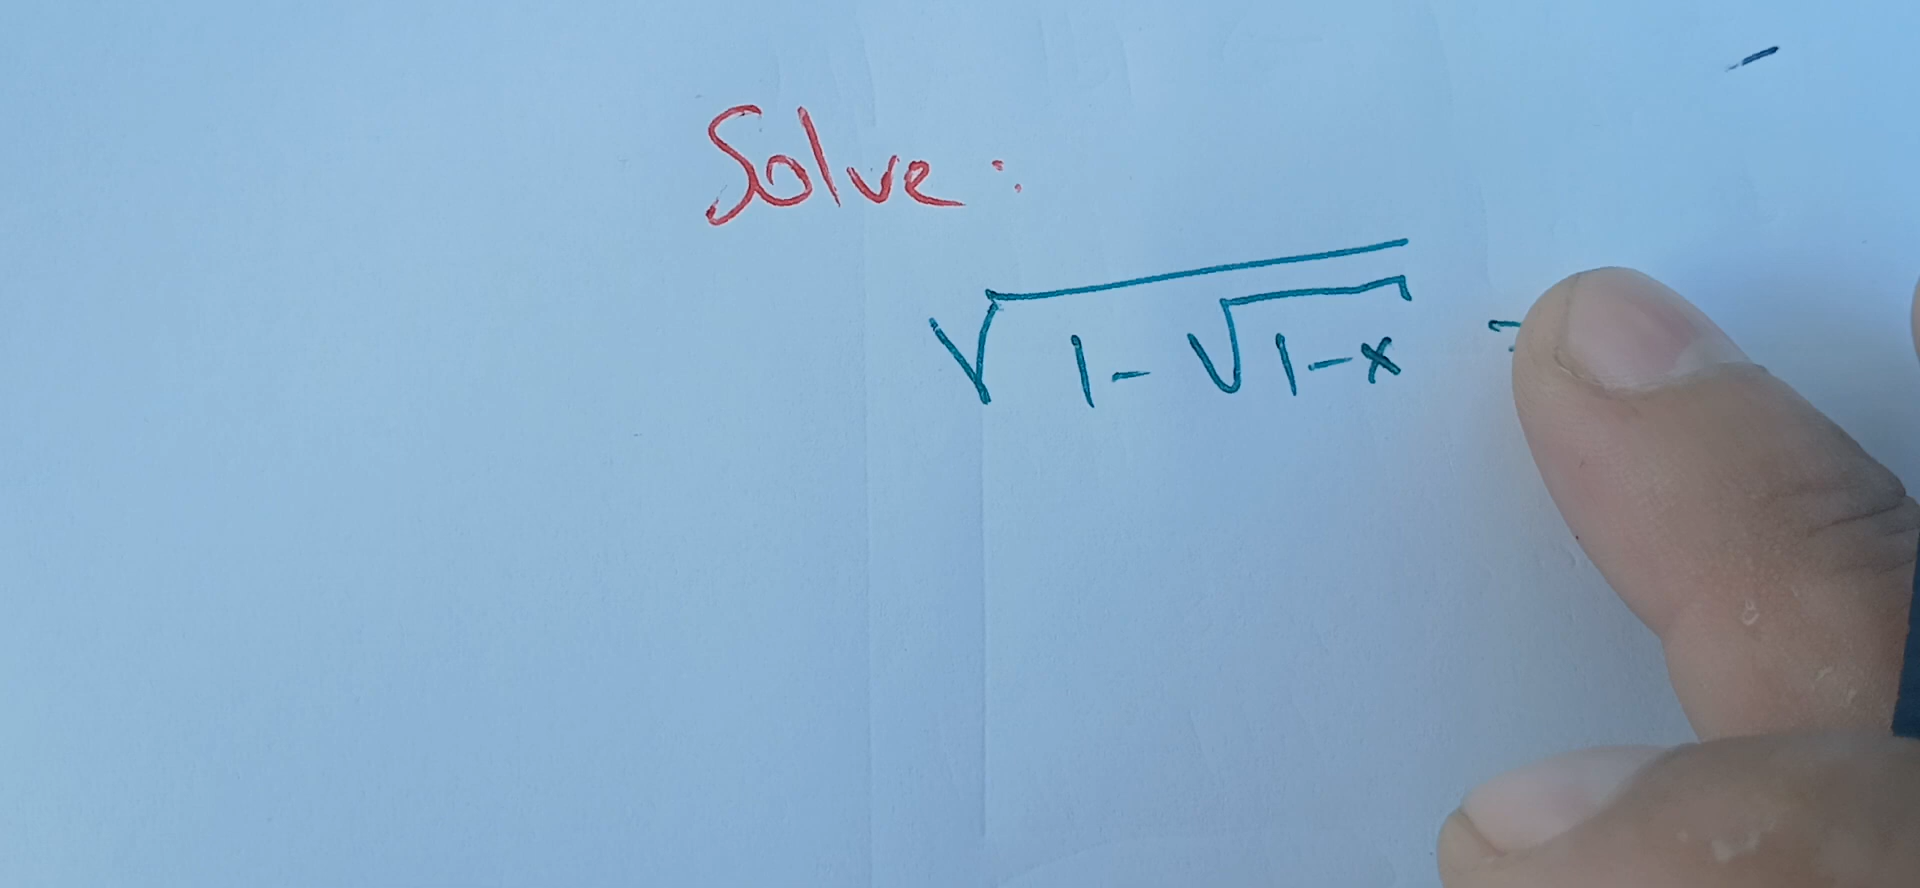 Solve:
√(1-√(1-x)) =